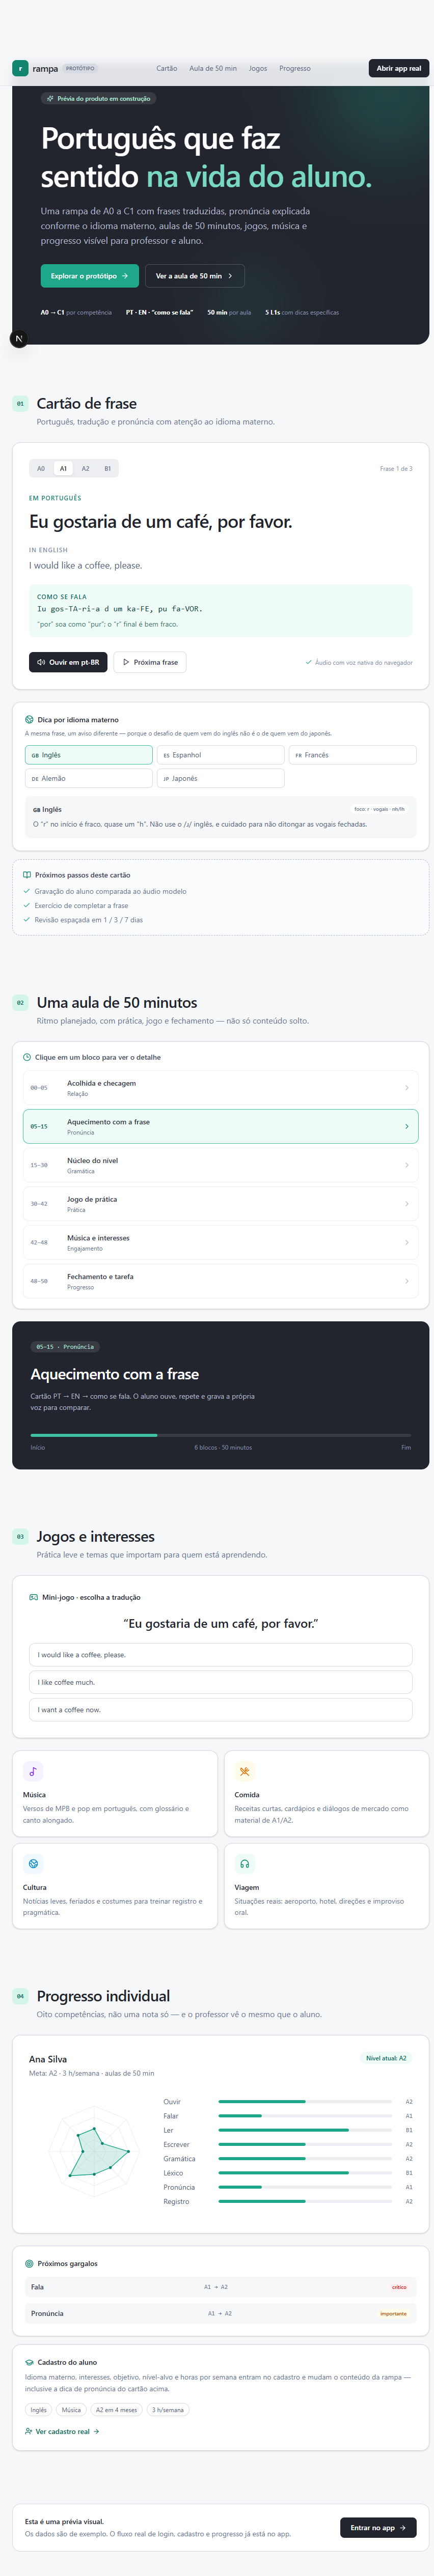 r rampa PROTÓTIPO Cartão Aula de 50 min Jogos Progresso Abrir app real
Prévia do produto em construção
Português que faz
sentido na vida do aluno.
Uma rampa de A0 a C1 com frases traduzidas, pronúncia explicada
conforme o idioma materno, aulas de 50 minutos, jogos, música e
progresso visível para professor e aluno.
Explorar o protótipo → Ver a aula de 50 min
A0 → C1 por competência PT · EN · "como se fala" 50 min por aula 5 L1s com dicas específicas
N
01 Cartão de frase
Português, tradução e pronúncia com atenção ao idioma materno.
A0 A1 A2 B1 Frase 1 de 3
EM PORTUGUÊS
Eu gostaria de um café, por favor.
IN ENGLISH
I would like a coffee, please.
COMO SE FALA
Iu gos-TA-ri-a d um ka-FE, pu fa-VOR.
"por" soa como "pur"; o "r" final é bem fraco.
Ouvir em pt-BR Próxima frase Áudio com voz nativa do navegador
Dica por idioma materno
A mesma frase, um aviso diferente — porque o desafio de quem vem do inglês não é o de quem vem do japonês.
GB Inglês ES Espanhol FR Francês
DE Alemão JP Japonês
GB Inglês foco: r · vogais · nh/lh
O "r" no início é fraco, quase um "h". Não use o /ɹ/ inglês, e cuidado para não ditongar as vogais fechadas.
Próximos passos deste cartão
Gravação do aluno comparada ao áudio modelo
Exercício de completar a frase
Revisão espaçada em 1 / 3 / 7 dias
02 Uma aula de 50 minutos
Ritmo planejado, com prática, jogo e fechamento — não só conteúdo solto.
Clique em um bloco para ver o detalhe
00–05 Acolhida e checagem
Relação
05–15 Aquecimento com a frase
Pronúncia
15–30 Núcleo do nível
Gramática
30–42 Jogo de prática
Prática
42–48 Música e interesses
Engajamento
48–50 Fechamento e tarefa
Progresso
05–15 · Pronúncia
Aquecimento com a frase
Cartão PT → EN → como se fala. O aluno ouve, repete e grava a própria
voz para comparar.
Início 6 blocos · 50 minutos Fim
03 Jogos e interesses
Prática leve e temas que importam para quem está aprendendo.
Mini-jogo · escolha a tradução
"Eu gostaria de um café, por favor."
I would like a coffee, please.
I like coffee much.
I want a coffee now.
Música
Versos de MPB e pop em português, com glossário e
canto alongado.
Comida
Receitas curtas, cardápios e diálogos de mercado como
material de A1/A2.
Cultura
Notícias leves, feriados e costumes para treinar registro e
pragmática.
Viagem
Situações reais: aeroporto, hotel, direções e improviso
oral.
04 Progresso individual
Oito competências, não uma nota só — e o professor vê o mesmo que o aluno.
Ana Silva Nível atual: A2
Meta: A2 · 3 h/semana · aulas de 50 min
Ouvir A2
Falar A1
Ler B1
Escrever A2
Gramática A2
Léxico B1
Pronúncia A1
Registro A2
Próximos gargalos
Fala A1 → A2 crítico
Pronúncia A1 → A2 importante
Cadastro do aluno
Idioma materno, interesses, objetivo, nível-alvo e horas por semana entram no cadastro e mudam o conteúdo da rampa —
inclusive a dica de pronúncia do cartão acima.
Inglês Música A2 em 4 meses 3 h/semana
Ver cadastro real →
Esta é uma prévia visual.
Os dados são de exemplo. O fluxo real de login, cadastro e progresso já está no app.
Entrar no app →